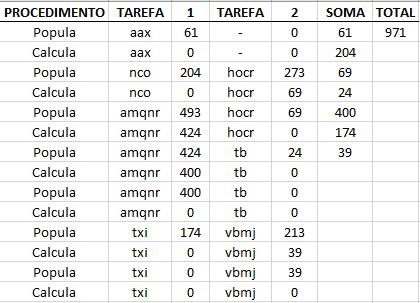 PROCEDIMENTO TAREFA 1 TAREFA 2 SOMA TOTAL
Popula aax 61 - 0 61 971
Calcula aax 0 - 0 204
Popula nco 204 hocr 273 69
Calcula nco 0 hocr 69 24
Popula amqnr 493 hocr 69 400
Calcula amqnr 424 hocr 0 174
Popula amqnr 424 tb 24 39
Calcula amqnr 400 tb 0
Popula amqnr 400 tb 0
Calcula amqnr 0 tb 0
Popula txi 174 vbmj 213
Calcula txi 0 vbmj 39
Popula txi 0 vbmj 39
Calcula txi 0 vbmj 0